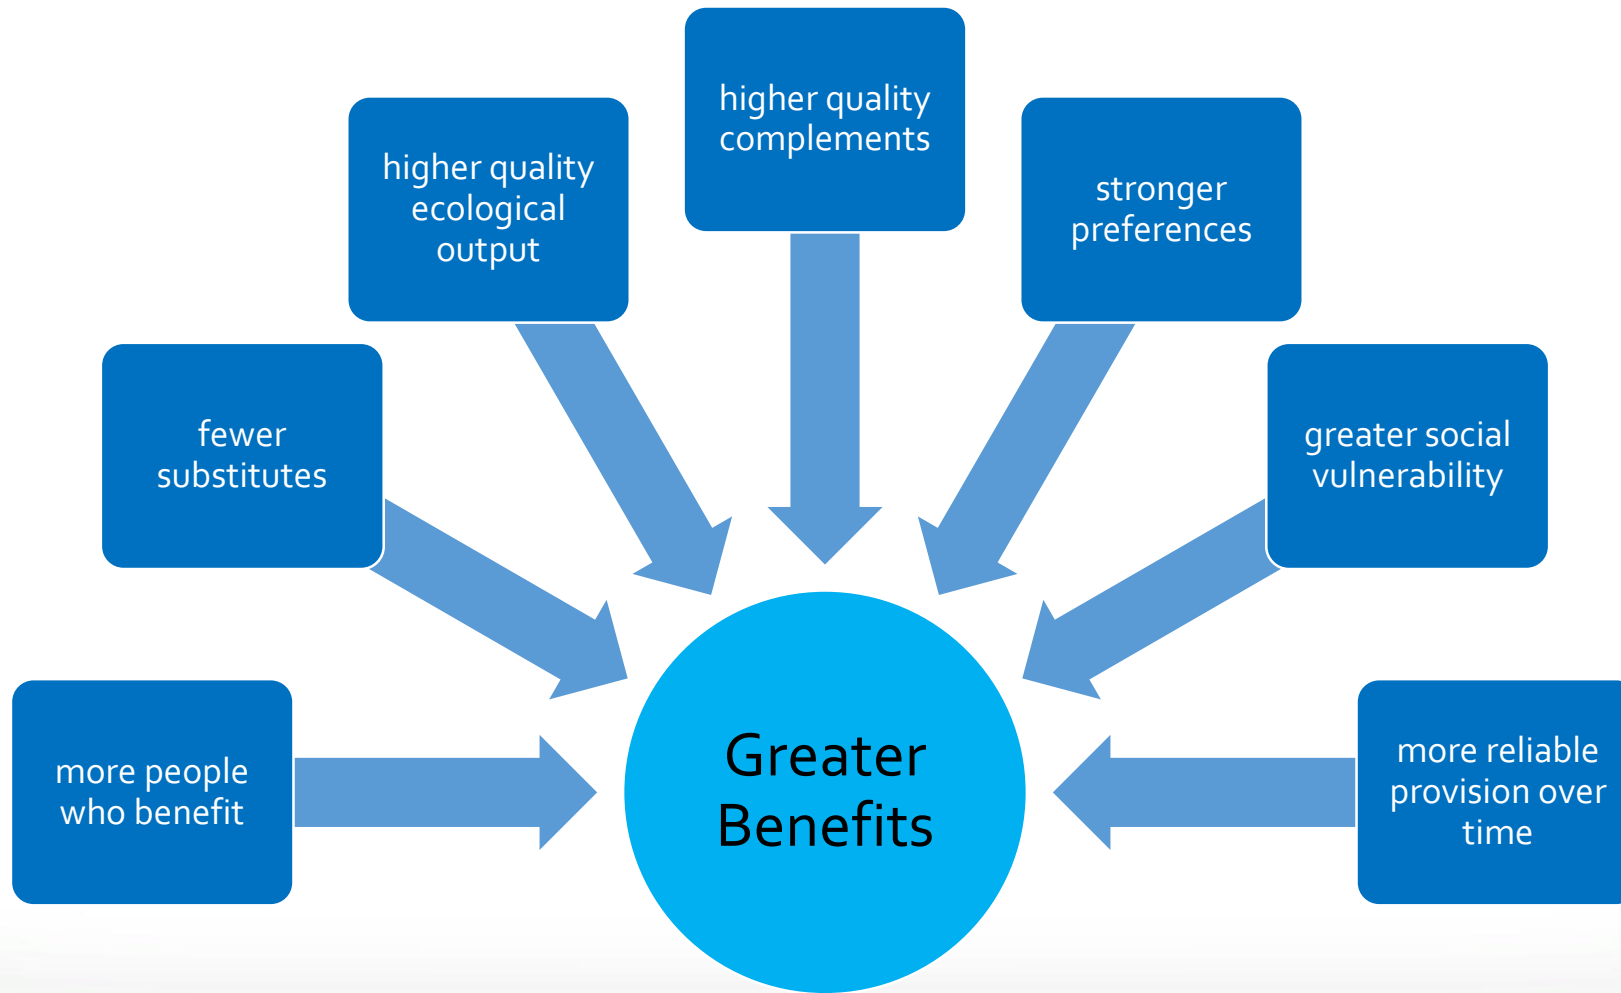 more people
who benefit
fewer
substitutes
higher quality
ecological
output
higher quality
complements
stronger
preferences
greater social
vulnerability
more reliable
provision over
time
Greater
Benefits